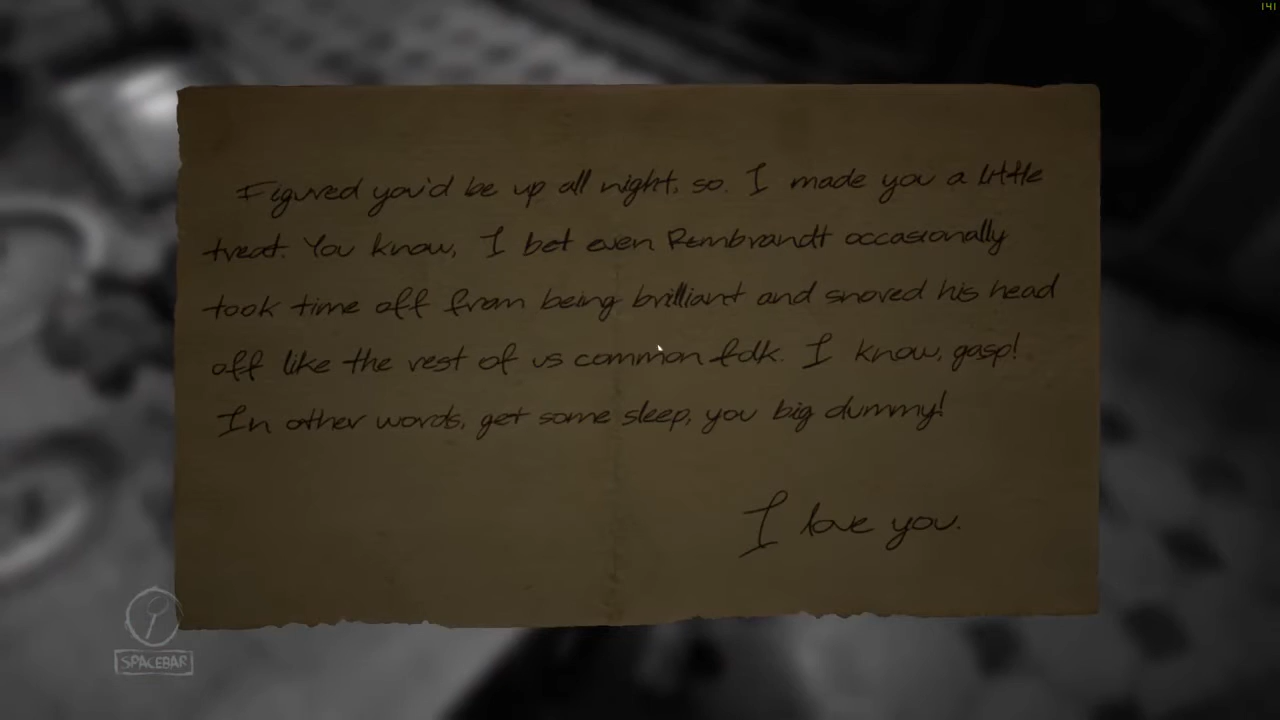 141
Figured you'd be up all night, so I made you a little
treat. You know, I bet even Rembrandt occasionally
took time off from being brilliant and snored his head
off like the rest of us common folk. I know, gasp!
In other words, get some sleep, you big dummy!
I love you.
SPACEBAR